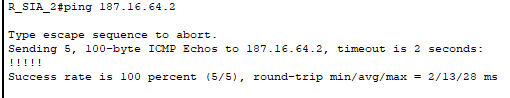 R_SIA_2#ping 187.16.64.2
Type escape sequence to abort.
Sending 5, 100-byte ICMP Echos to 187.16.64.2, timeout is 2 seconds:
!!!!!
Success rate is 100 percent (5/5), round-trip min/avg/max = 2/13/28 ms